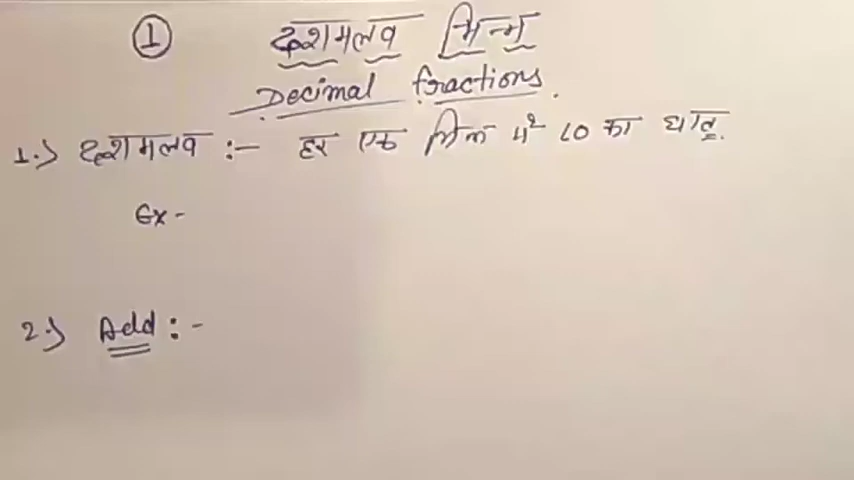 ① दशमलव भिन्न
Decimal fractions.
1.) दशमलव :- हर एक भिन्न में 10 का घात
Ex -
2.) Add : -